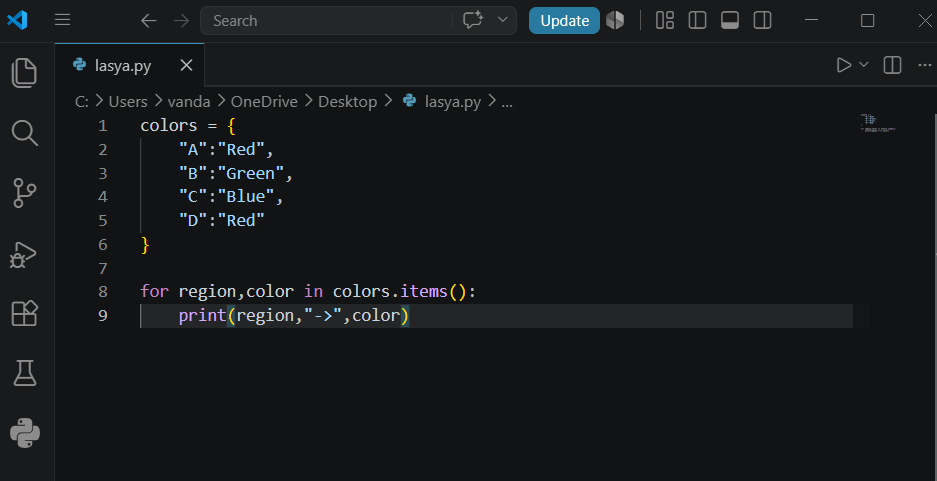 Search
Update
lasya.py
C: > Users > vanda > OneDrive > Desktop > lasya.py > ...
1 colors = {
2     "A":"Red",
3     "B":"Green",
4     "C":"Blue",
5     "D":"Red"
6 }
7
8 for region,color in colors.items():
9     print(region,"->",color)